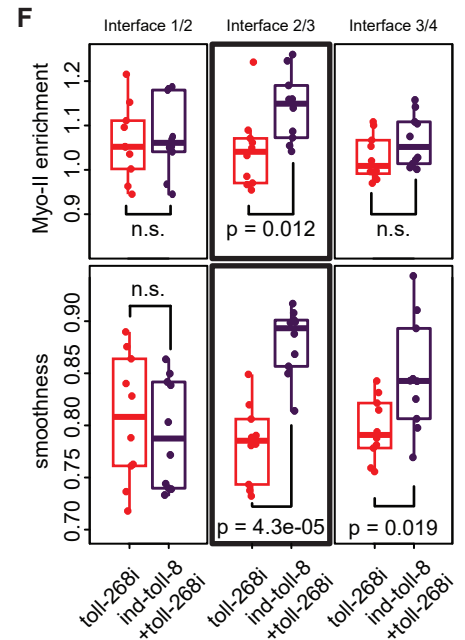 F
Interface 1/2 Interface 2/3 Interface 3/4
Myo-II enrichment
1.2
1.1
1.0
0.9
n.s.
p = 0.012
n.s.
smoothness
0.90
0.85
0.80
0.75
0.70
n.s.
p = 4.3e-05
p = 0.019
toll-268i
ind-toll-8
+toll-268i
toll-268i
ind-toll-8
+toll-268i
toll-268i
ind-toll-8
+toll-268i